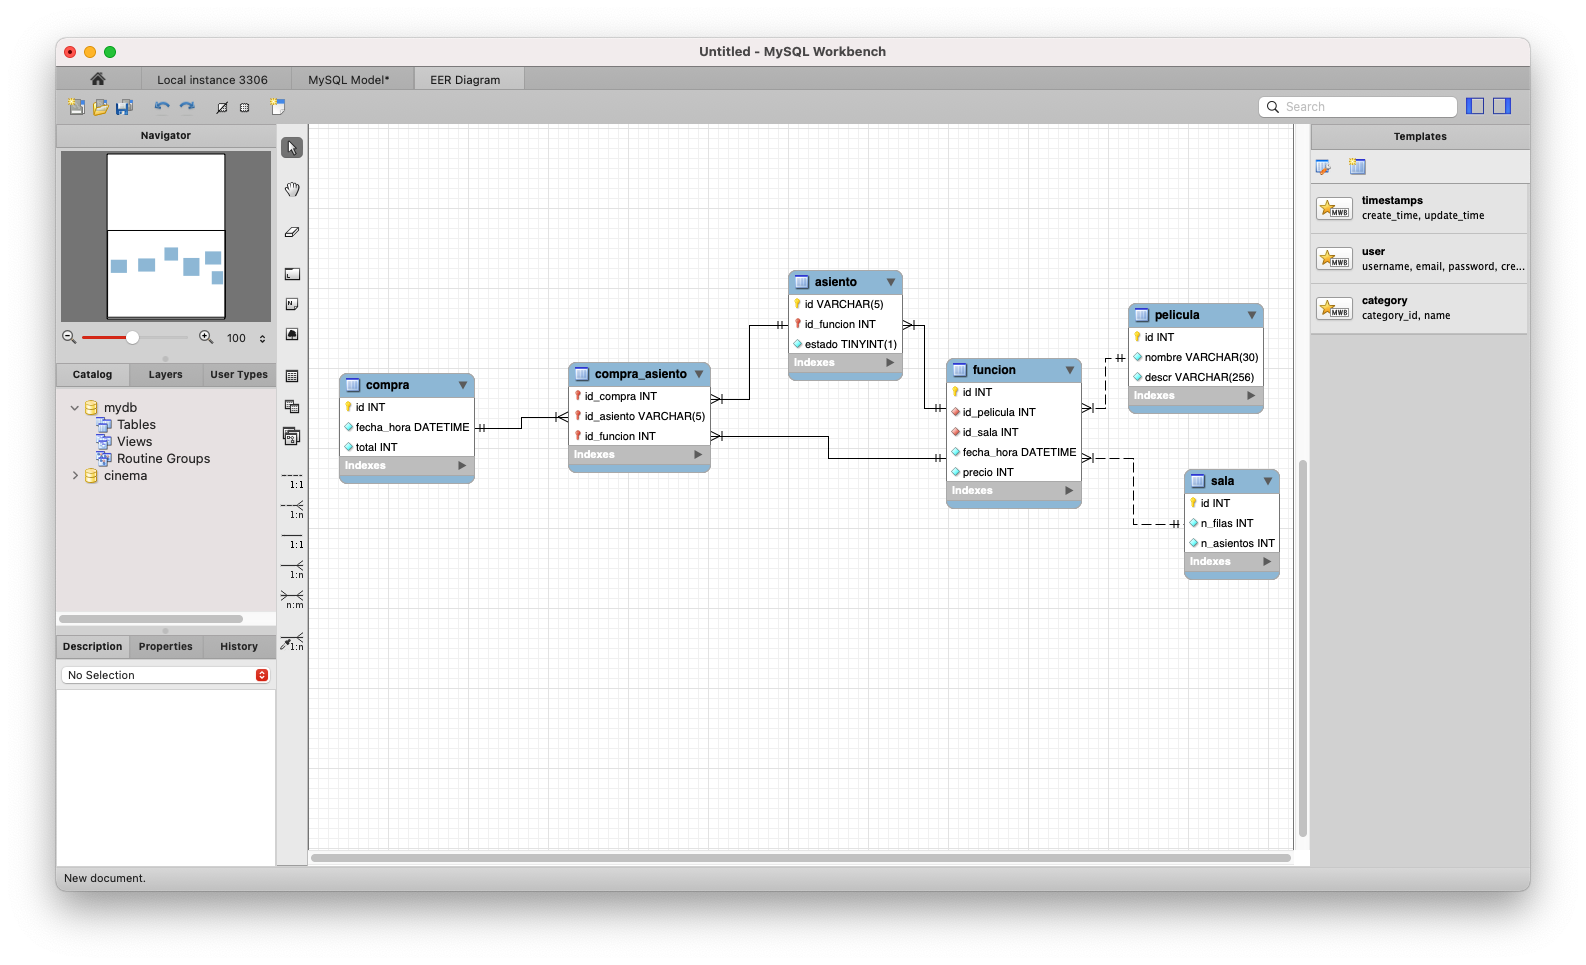 Untitled - MySQL Workbench
Local instance 3306
MySQL Model*
EER Diagram
Search
Navigator
100
Catalog
Layers
User Types
mydb
Tables
Views
Routine Groups
cinema
Description
Properties
History
No Selection
New document.
1:1
1:n
1:1
1:n
n:m
1:n
compra
id INT
fecha_hora DATETIME
total INT
Indexes
compra_asiento
id_compra INT
id_asiento VARCHAR(5)
id_funcion INT
Indexes
asiento
id VARCHAR(5)
id_funcion INT
estado TINYINT(1)
Indexes
funcion
id INT
id_pelicula INT
id_sala INT
fecha_hora DATETIME
precio INT
Indexes
pelicula
id INT
nombre VARCHAR(30)
descr VARCHAR(256)
Indexes
sala
id INT
n_filas INT
n_asientos INT
Indexes
Templates
MWB
timestamps
create_time, update_time
MWB
user
username, email, password, cre...
MWB
category
category_id, name